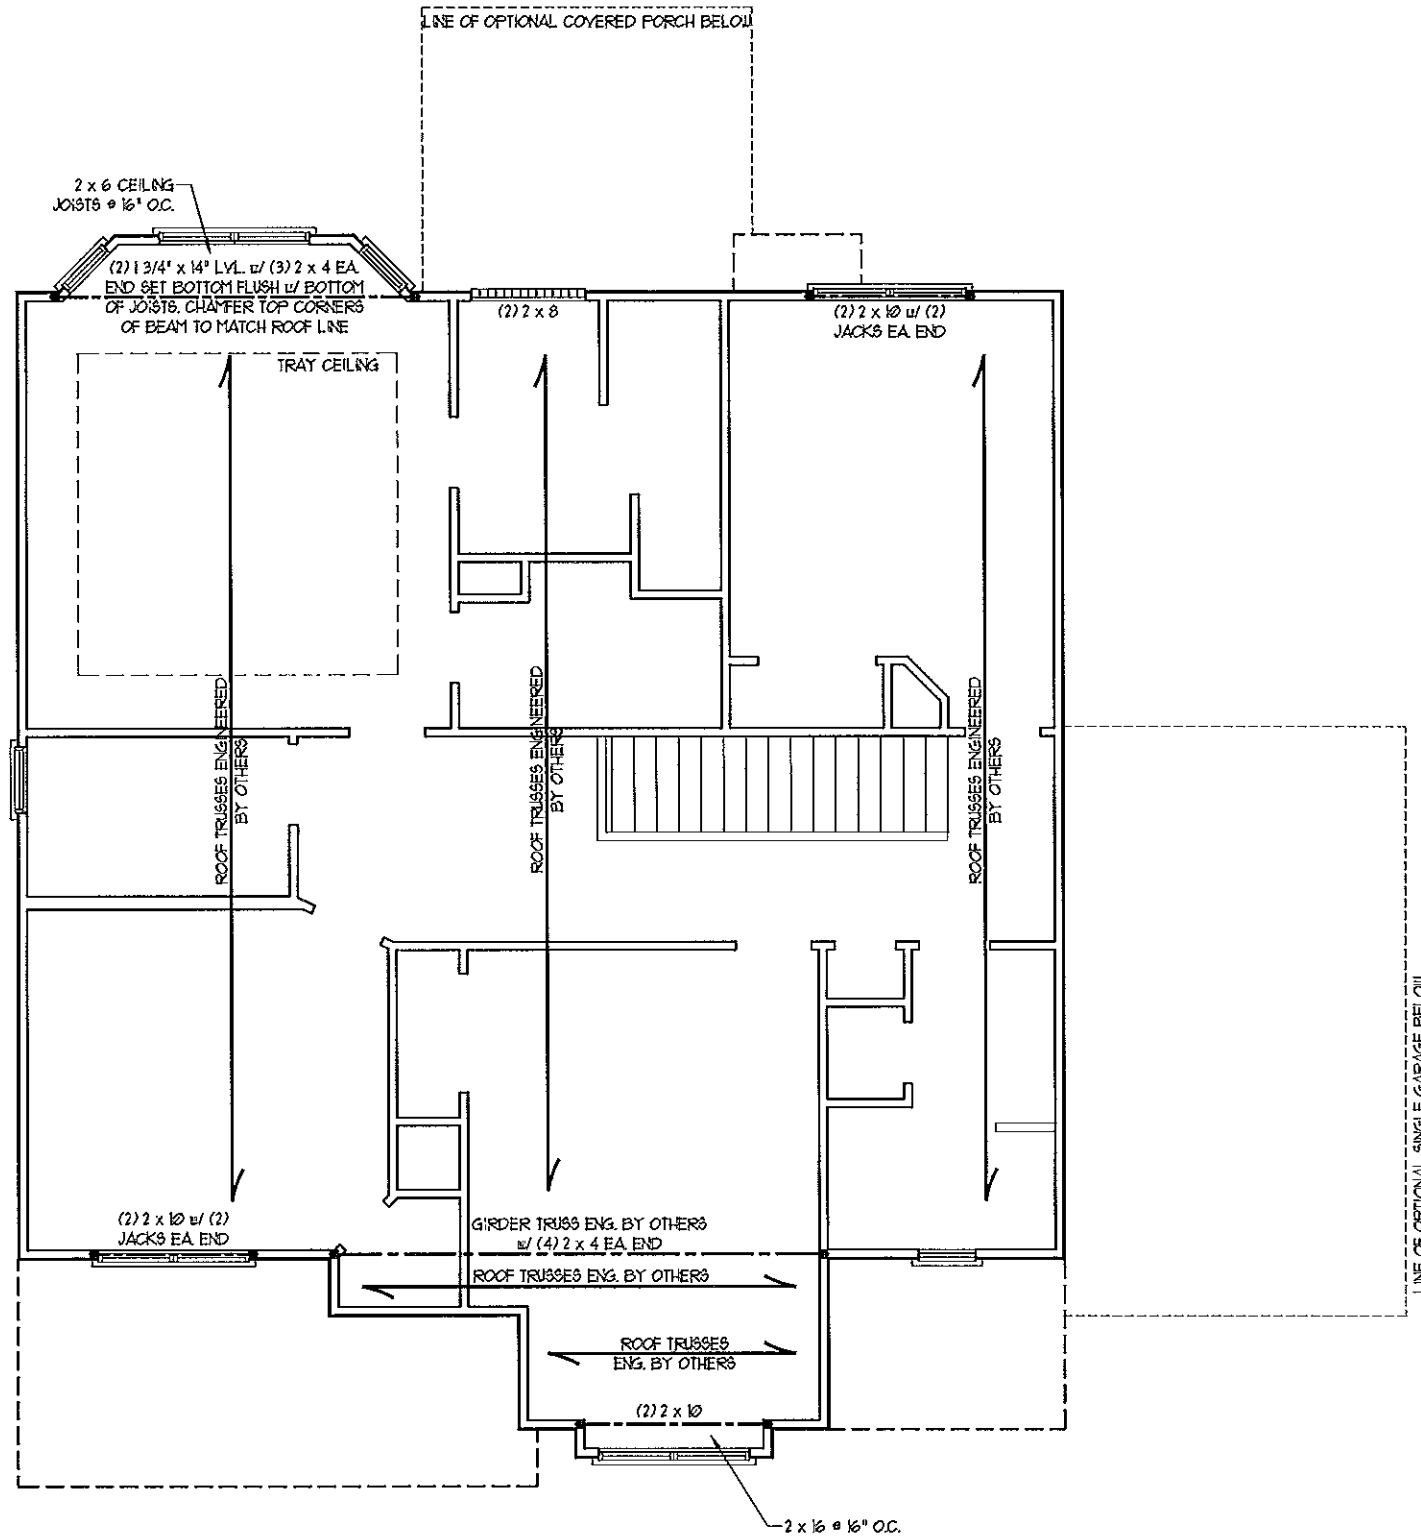 LINE OF OPTIONAL COVERED PORCH BELOW
2 x 6 CEILING
JOISTS @ 16" O.C.
(2) 1 3/4" x 14" LVL. w/ (3) 2 x 4 EA.
END SET BOTTOM FLUSH w/ BOTTOM
OF JOISTS. CHAMFER TOP CORNERS
OF BEAM TO MATCH ROOF LINE
(2) 2 x 8
(2) 2 x 10 w/ (2)
JACKS EA. END
TRAY CEILING
ROOF TRUSSES ENGINEERED
BY OTHERS
ROOF TRUSSES ENGINEERED
BY OTHERS
ROOF TRUSSES ENGINEERED
BY OTHERS
LINE OF OPTIONAL SINGLE GARAGE BELOW
(2) 2 x 10 w/ (2)
JACKS EA. END
GIRDER TRUSS ENG. BY OTHERS
w/ (4) 2 x 4 EA. END
ROOF TRUSSES ENG. BY OTHERS
ROOF TRUSSES
ENG. BY OTHERS
(2) 2 x 10
2 x 16 @ 16" O.C.